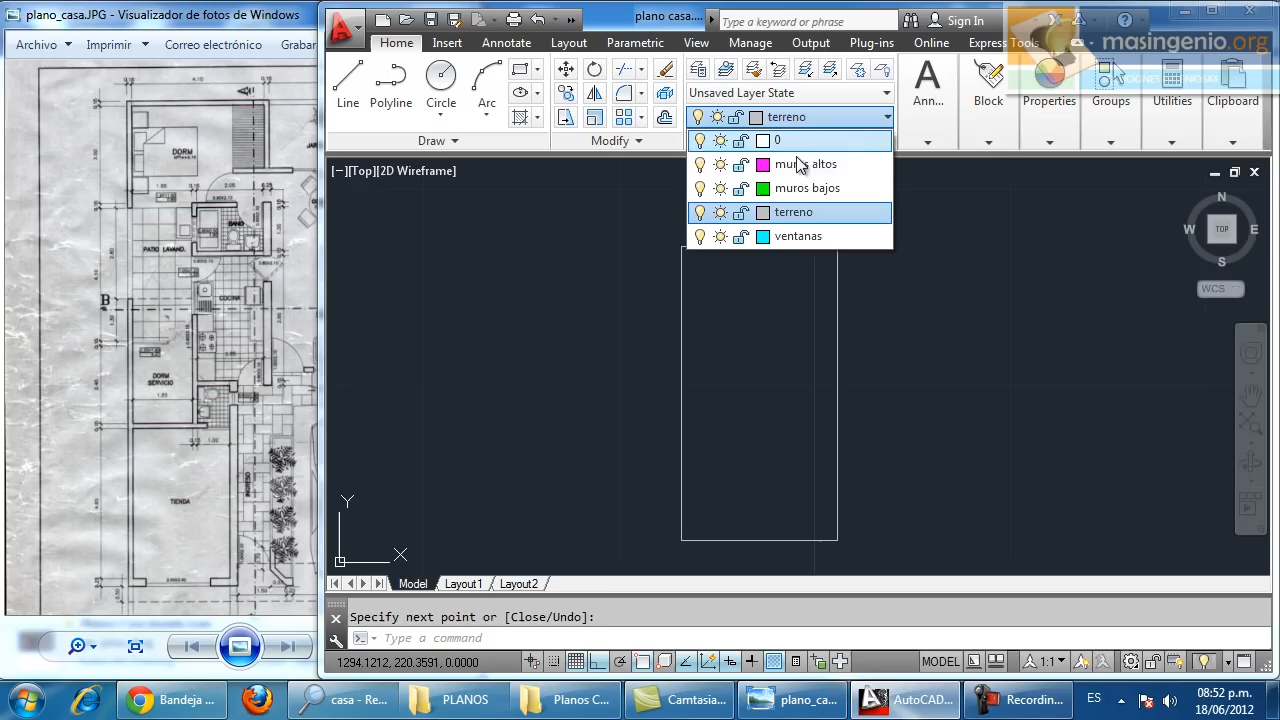 plano_casa.JPG - Visualizador de fotos de Windows
Archivo Imprimir Correo electrónico Grabar
DORM
PATIO LAVAND.
BAÑO
COCINA
B
DORM
SERVICIO
TIENDA
INGRESO
plano casa....
Type a keyword or phrase
Sign In
masingenio.org
Home Insert Annotate Layout Parametric View Manage Output Plug-ins Online Express Tools
Line Polyline Circle Arc
Draw
Modify
Unsaved Layer State
terreno
0
muros altos
muros bajos
terreno
ventanas
Ann... Block Properties Groups Utilities Clipboard
[−][Top][2D Wireframe]
N
W TOP E
S
WCS
Y
X
Model Layout1 Layout2
Specify next point or [Close/Undo]:
Type a command
1294.1212, 220.3591, 0.0000
MODEL
1:1
Bandeja
casa - Re...
PLANOS
Planos C...
Camtasia...
plano_ca...
AutoCAD...
Recordin...
ES
08:52 p.m.
18/06/2012